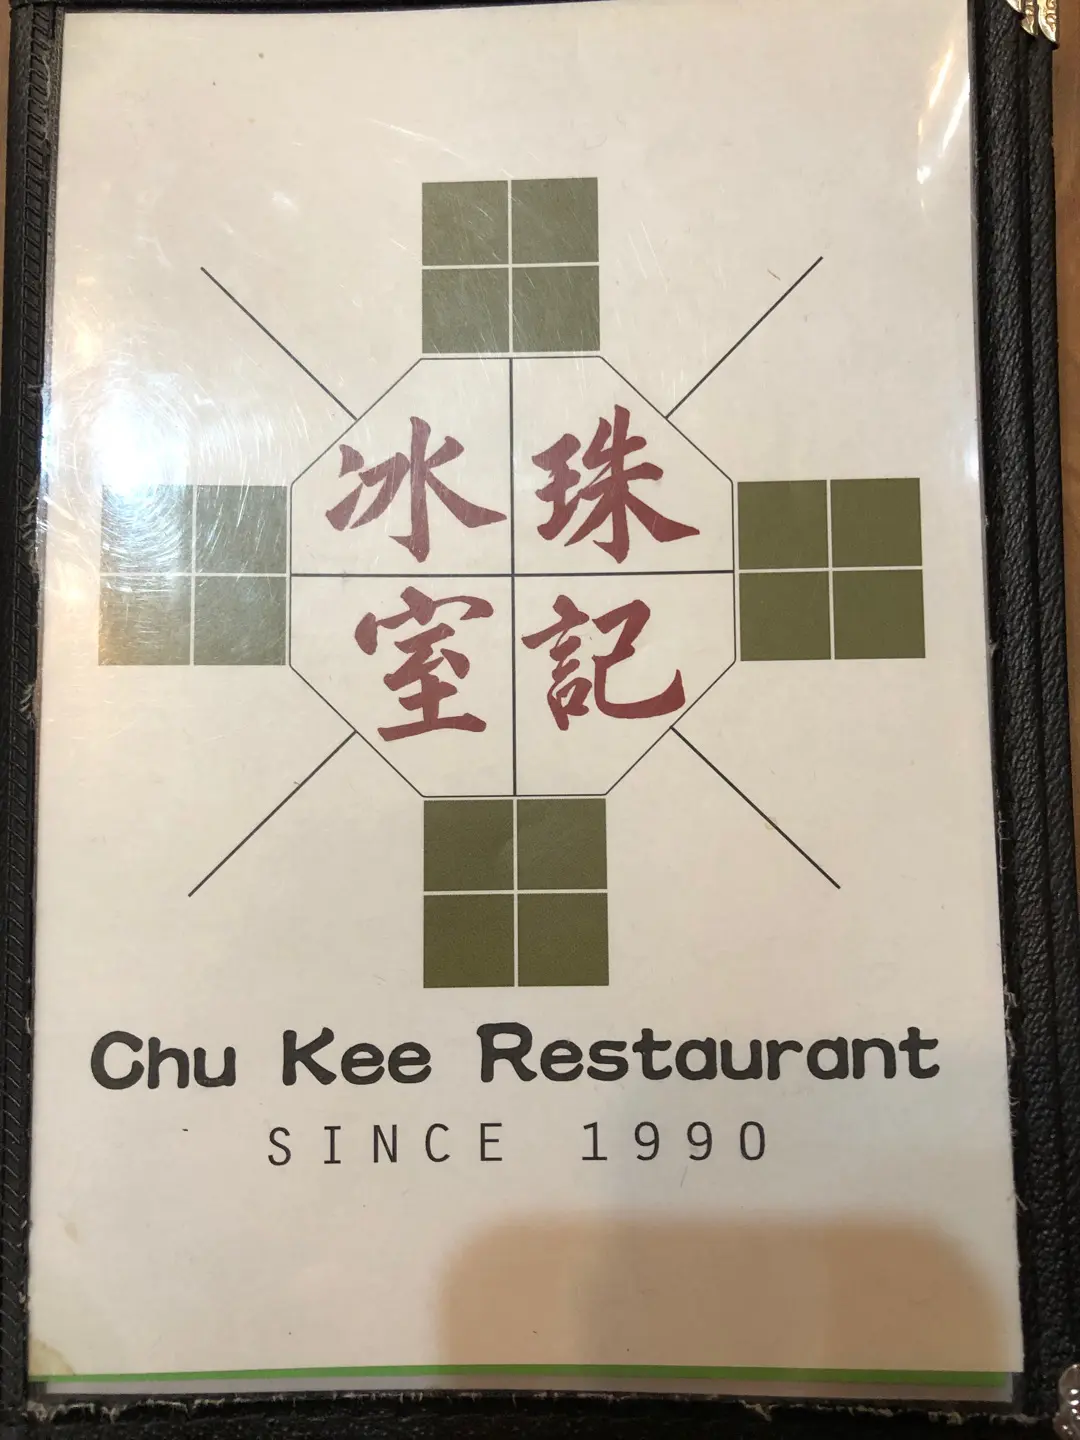 珠記
冰室
Chu Kee Restaurant
SINCE 1990